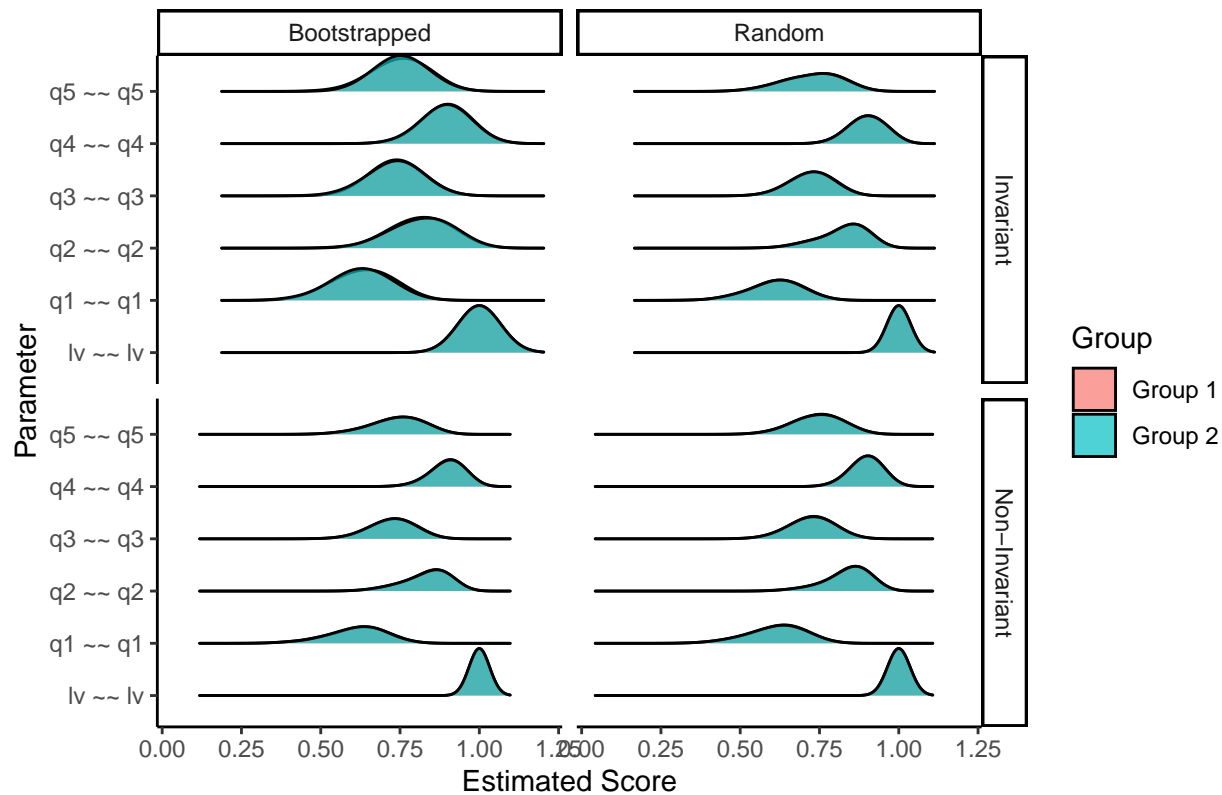 Bootstrapped
Random
q5 ~~ q5
q4 ~~ q4
q3 ~~ q3
q2 ~~ q2
q1 ~~ q1
lv ~~ lv
Invariant
q5 ~~ q5
q4 ~~ q4
q3 ~~ q3
q2 ~~ q2
q1 ~~ q1
lv ~~ lv
Non−Invariant
Parameter
0.00 0.25 0.50 0.75 1.00 1.25 0.00 0.25 0.50 0.75 1.00 1.25
Estimated Score
Group
Group 1
Group 2